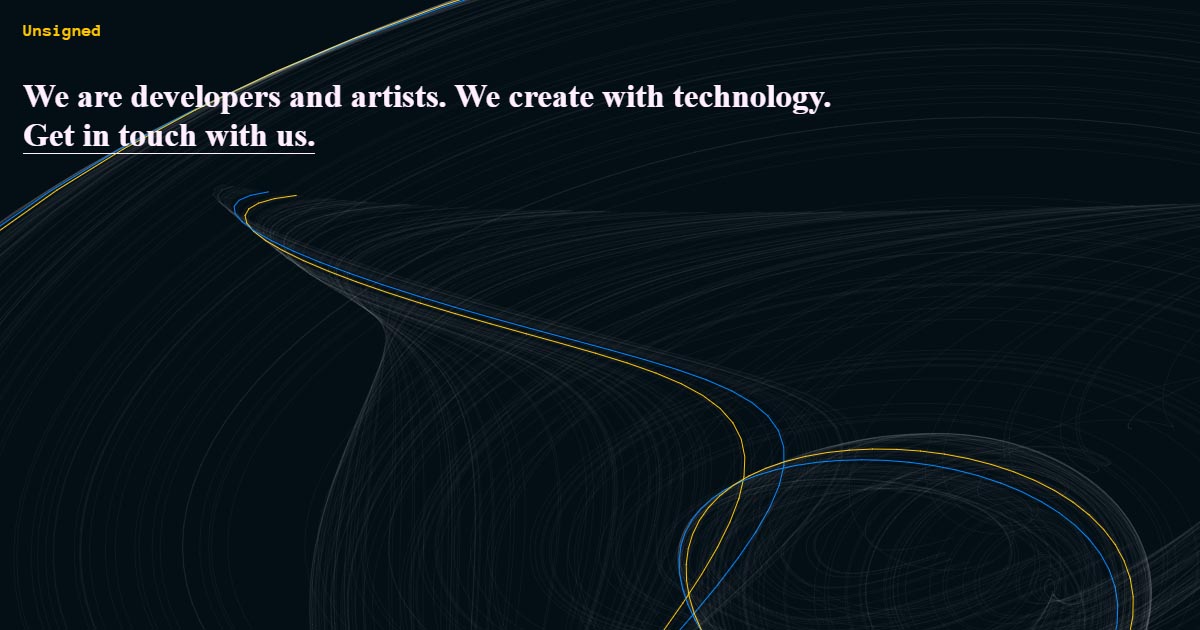 Unsigned
We are developers and artists. We create with technology.
Get in touch with us.